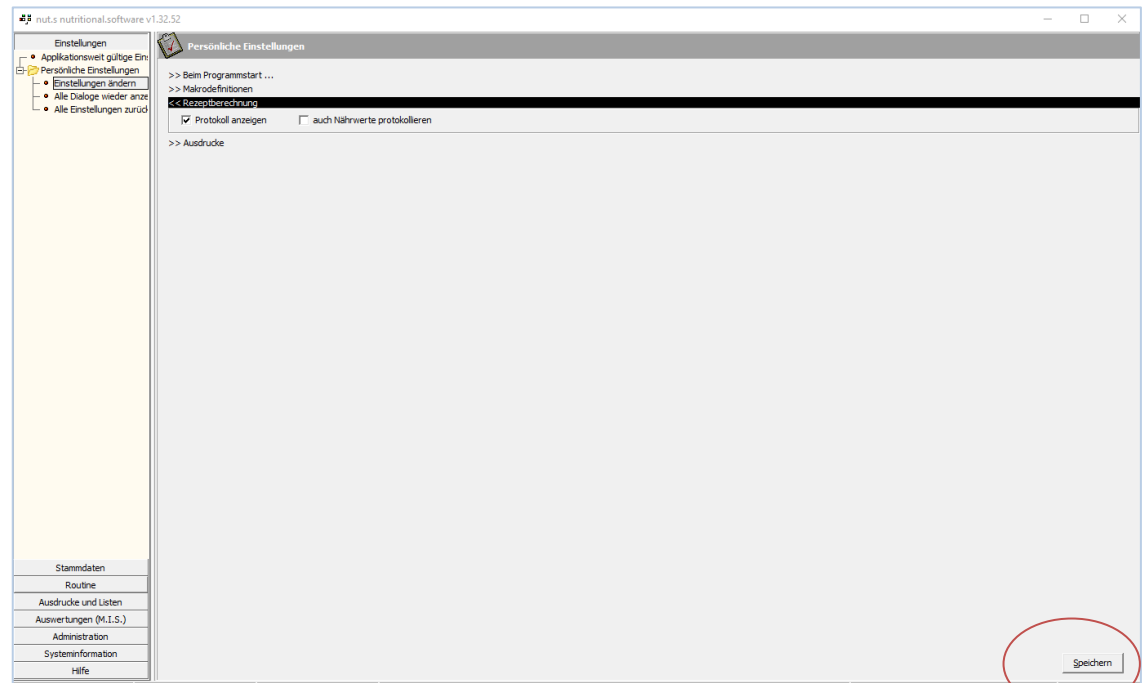 nut.s nutritional.software v1.32.52
Einstellungen
Applikationsweit gültige Ein
Persönliche Einstellungen
Einstellungen ändern
Alle Dialoge wieder anze
Alle Einstellungen zurück
Stammdaten
Routine
Ausdrucke und Listen
Auswertungen (M.I.S.)
Administration
Systeminformation
Hilfe
Persönliche Einstellungen
>> Beim Programmstart ...
>> Makrodefinitionen
<< Rezeptberechnung
Protokoll anzeigen auch Nährwerte protokollieren
>> Ausdrucke
Speichern